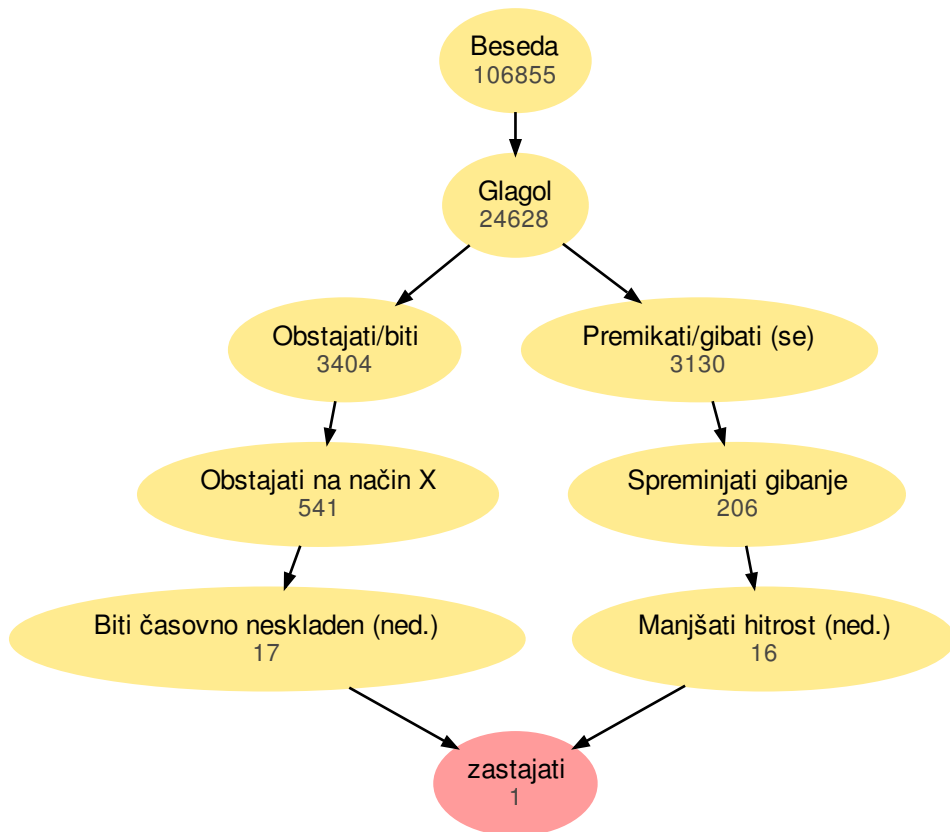 Beseda
106855
Glagol
24628
Obstajati/biti
3404
Premikati/gibati (se)
3130
Obstajati na način X
541
Spreminjati gibanje
206
Biti časovno neskladen (ned.)
17
Manjšati hitrost (ned.)
16
zastajati
1